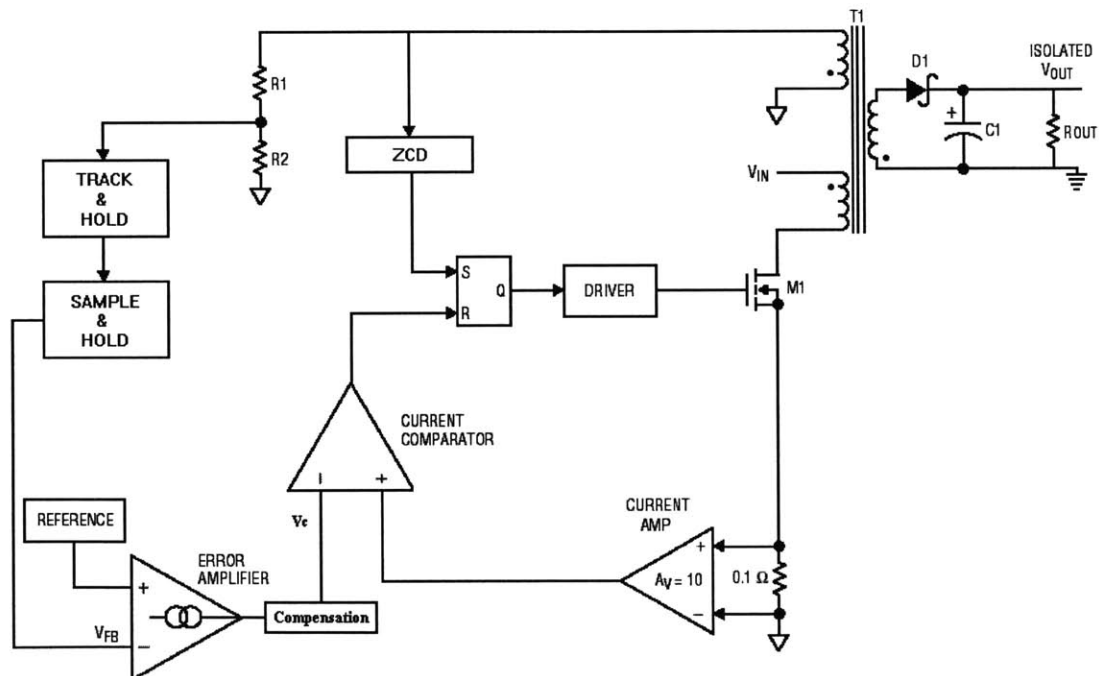 T1
D1
ISOLATED
VOUT
R1
+
C1
ROUT
R2
ZCD
VIN
TRACK
&
HOLD
S
Q
R
DRIVER
M1
SAMPLE
&
HOLD
CURRENT
COMPARATOR
–
+
Vc
CURRENT
AMP
REFERENCE
ERROR
AMPLIFIER
+
AV = 10
–
0.1 Ω
+
VFB
–
Compensation